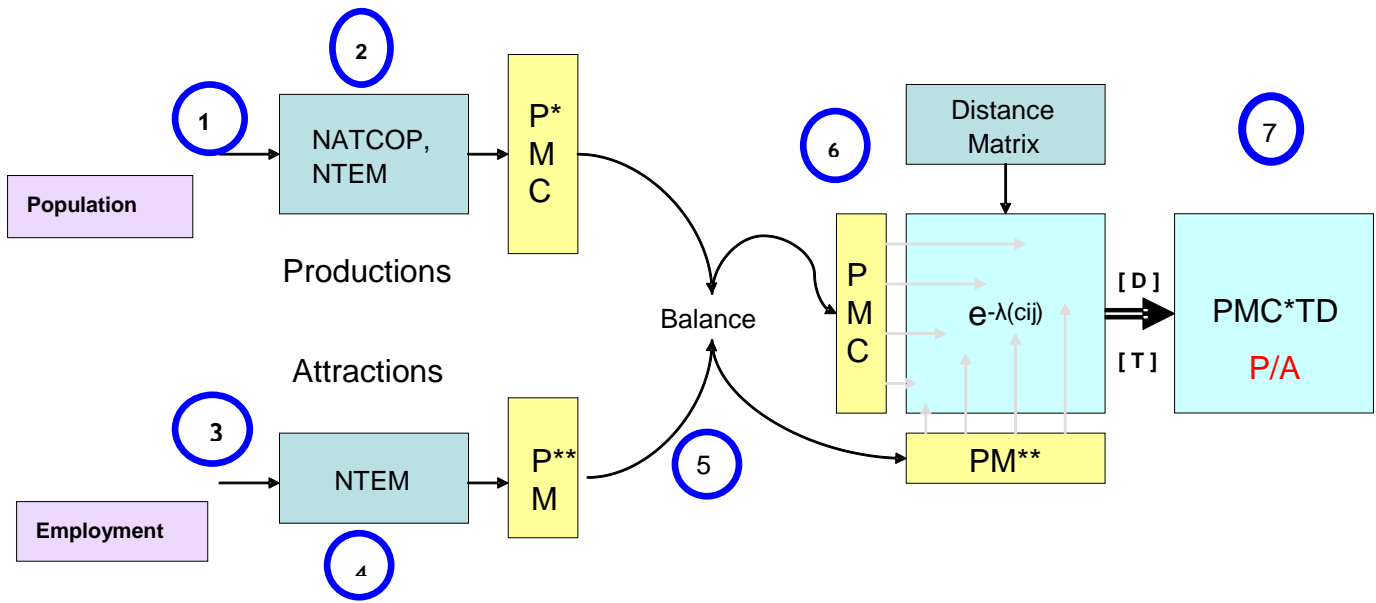 1
2
NATCOP,
NTEM
Population
P*
M
C
Productions
Balance
Attractions
3
NTEM
Employment
4
P**
M
5
6
Distance
Matrix
P
M
C
e-λ(cij)
PM**
[ D ]
[ T ]
7
PMC*TD
P/A